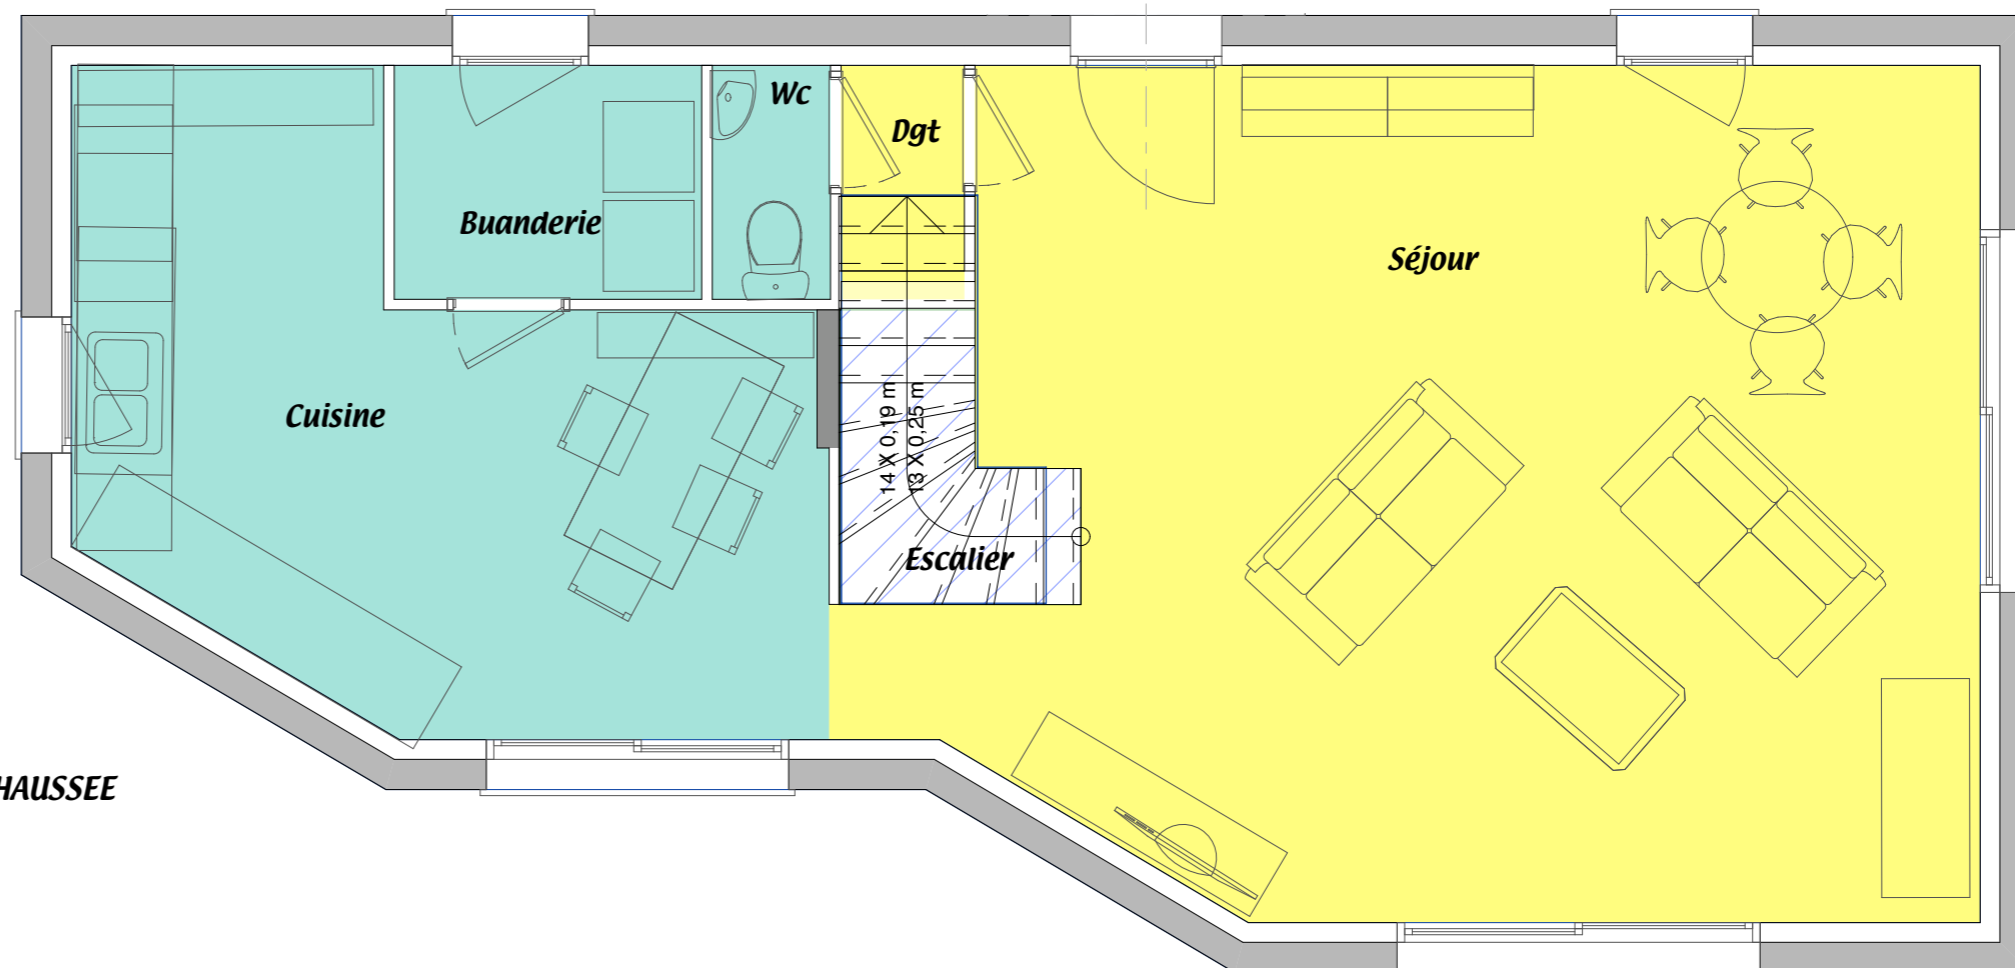 Wc
Dgt
Buanderie
Séjour
Cuisine
14 X 0,19 m
13 X 0,25 m
Escalier
HAUSSEE